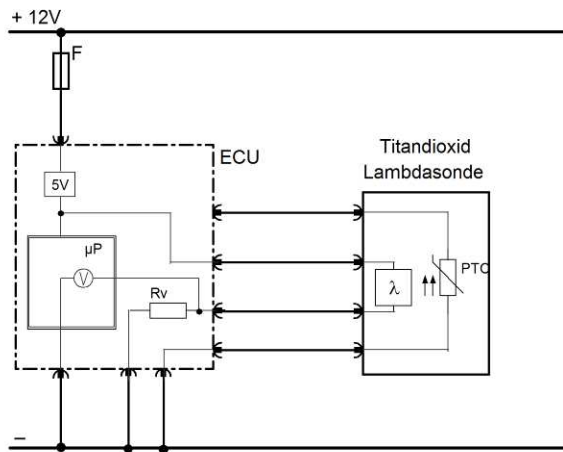 + 12V
F
ECU
Titandioxid
Lambdasonde
5V
µP
V
Rv
λ
PTC
–